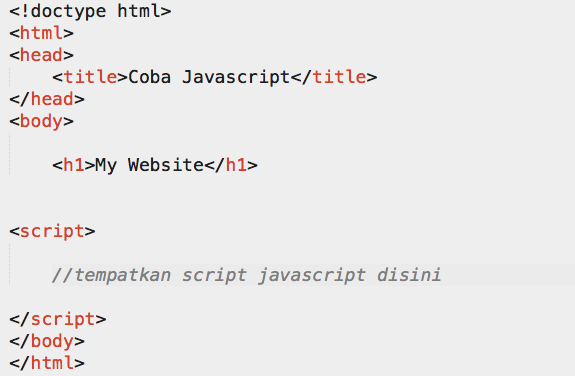 <!doctype html>
<html>
<head>
<title>Coba Javascript</title>
</head>
<body>
<h1>My Website</h1>
<script>
//tempatkan script javascript disini
</script>
</body>
</html>